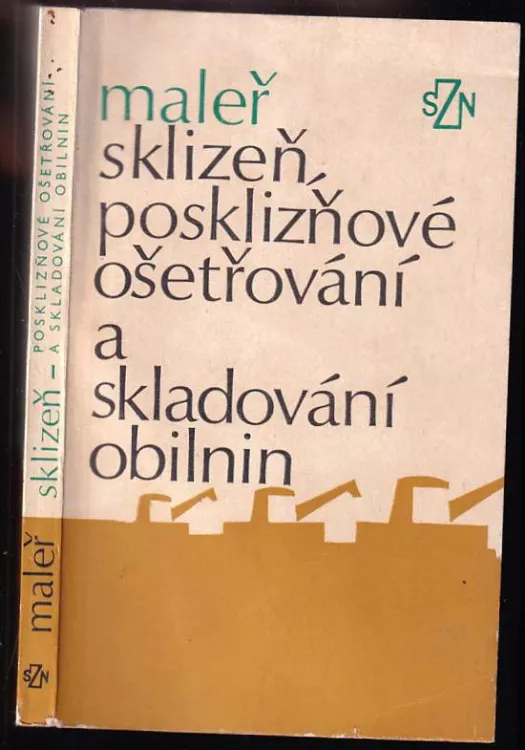 maleř
SZN
sklizeň,
posklizňové
ošetřování
a
skladování
obilnin
maleř
sklizeň –
POSKLIZŇOVÉ OŠETŘOVÁNÍ
A SKLADOVÁNÍ OBILNIN
SZN